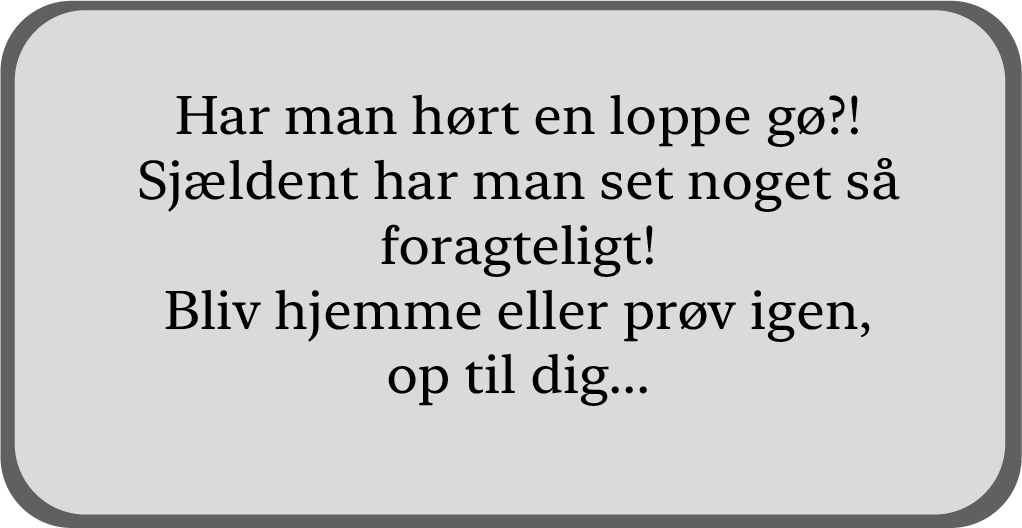 Har man hørt en loppe gø?!
Sjældent har man set noget så
foragteligt!
Bliv hjemme eller prøv igen,
op til dig...